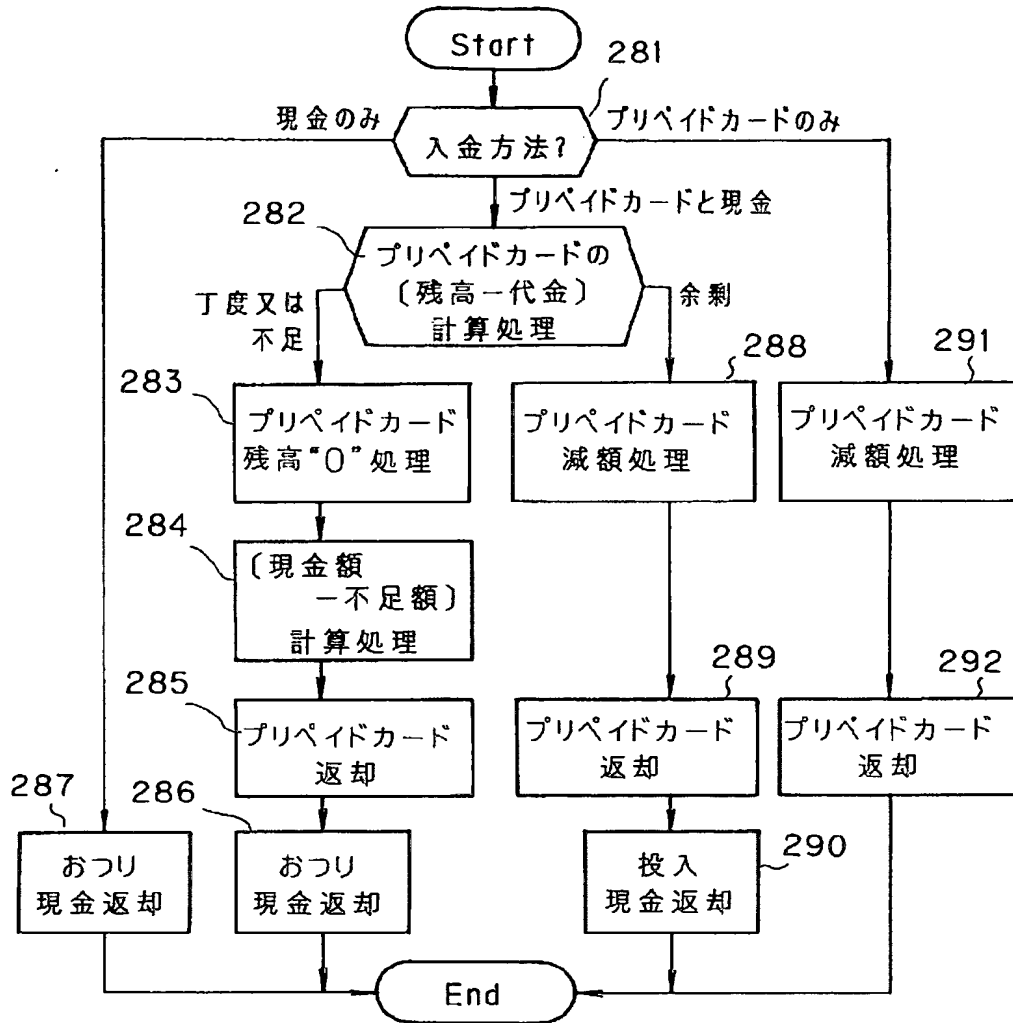 Start
281
現金のみ
プリペイドカードのみ
入金方法?
プリペイドカードと現金
282
プリペイドカードの
〔残高ー代金〕
計算処理
丁度又は
不足
余剰
283
プリペイドカード
残高"0"処理
288
プリペイドカード
減額処理
291
プリペイドカード
減額処理
284
〔現金額
ー不足額〕
計算処理
285
プリペイドカード
返却
289
プリペイドカード
返却
292
プリペイドカード
返却
287
おつり
現金返却
286
おつり
現金返却
290
投入
現金返却
End